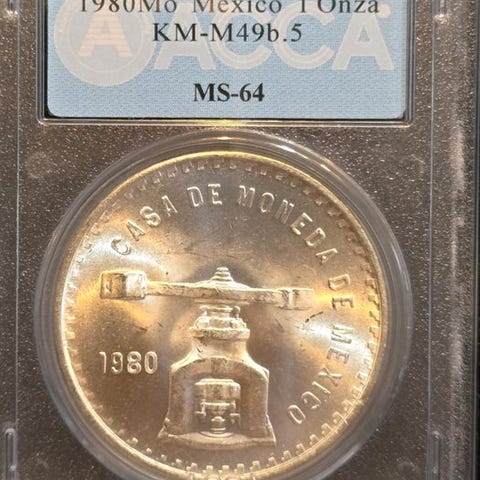 1980Mo Mexico 1 Onza
KM-M49b.5
ACCA
MS-64
CASA DE MONEDA DE MEXICO
1980